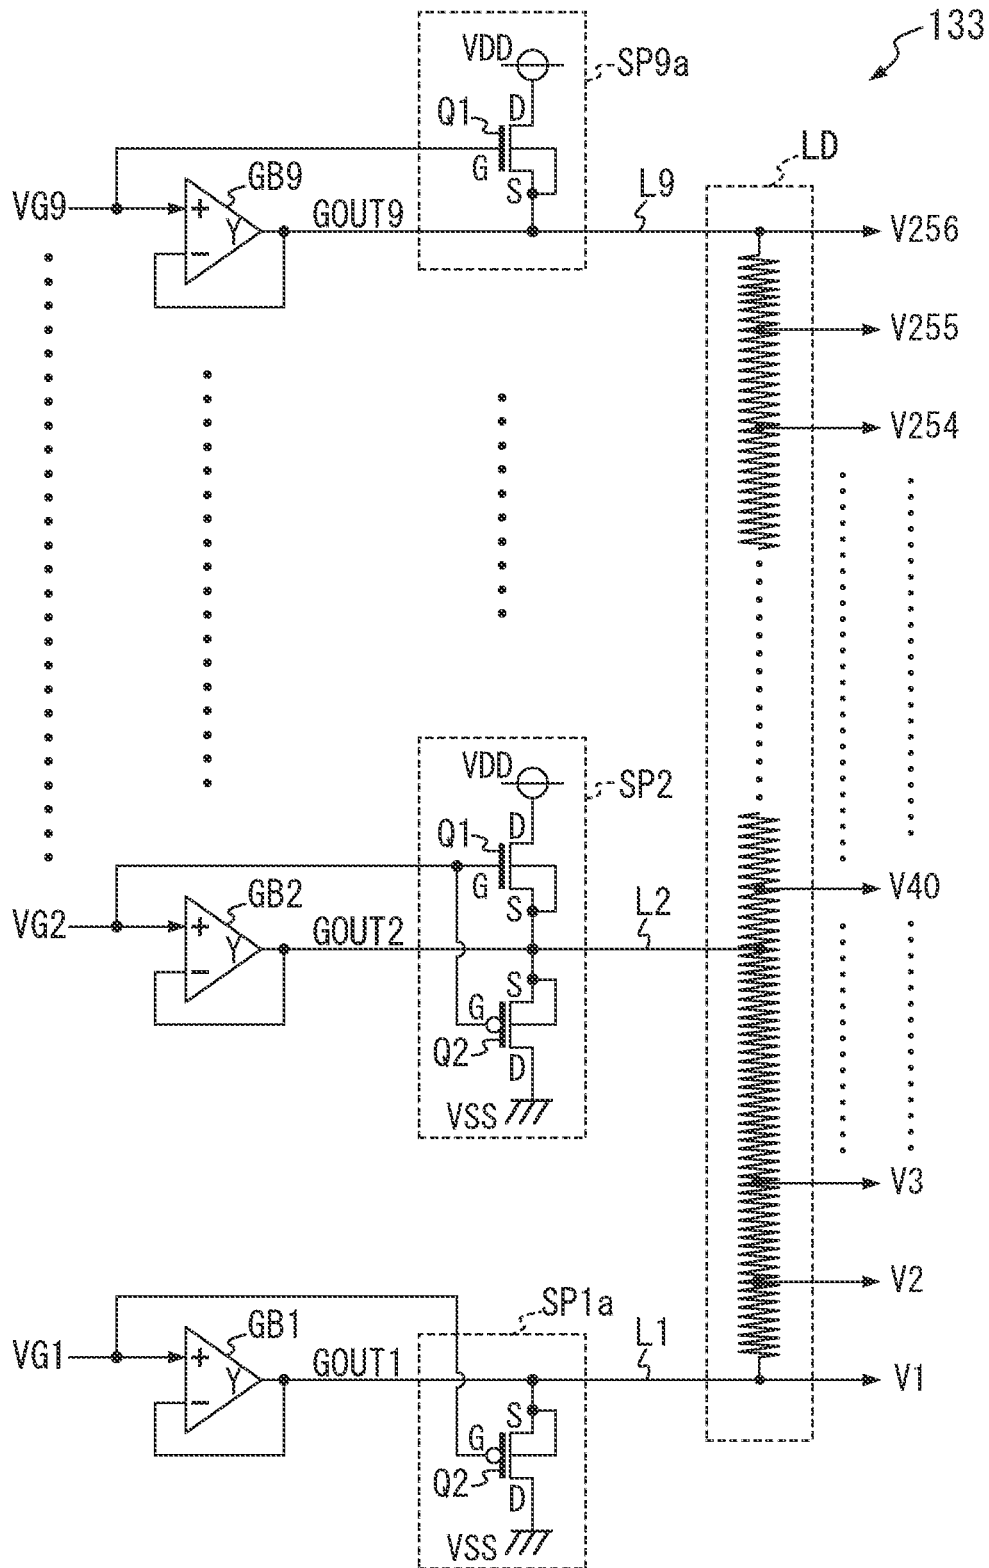 133
VDD
SP9a
Q1
D
G
S
LD
GB9
VG9
+
Y
−
GOUT9
L9
V256
V255
V254
VDD
SP2
Q1
D
G
S
V40
GB2
VG2
+
Y
−
GOUT2
L2
S
G
Q2
D
VSS
V3
V2
SP1a
GB1
VG1
+
Y
−
GOUT1
L1
V1
S
G
Q2
D
VSS